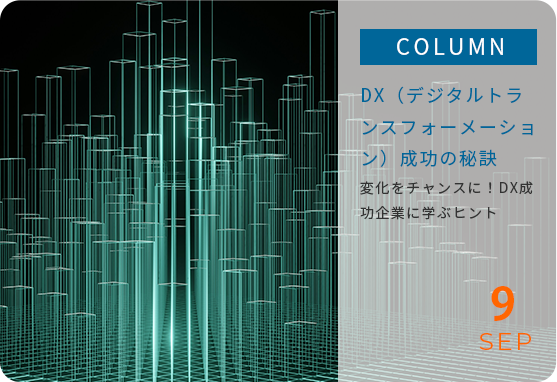 COLUMN
DX（デジタルトラ
ンスフォーメーショ
ン）成功の秘訣
変化をチャンスに！DX成
功企業に学ぶヒント
9
SEP